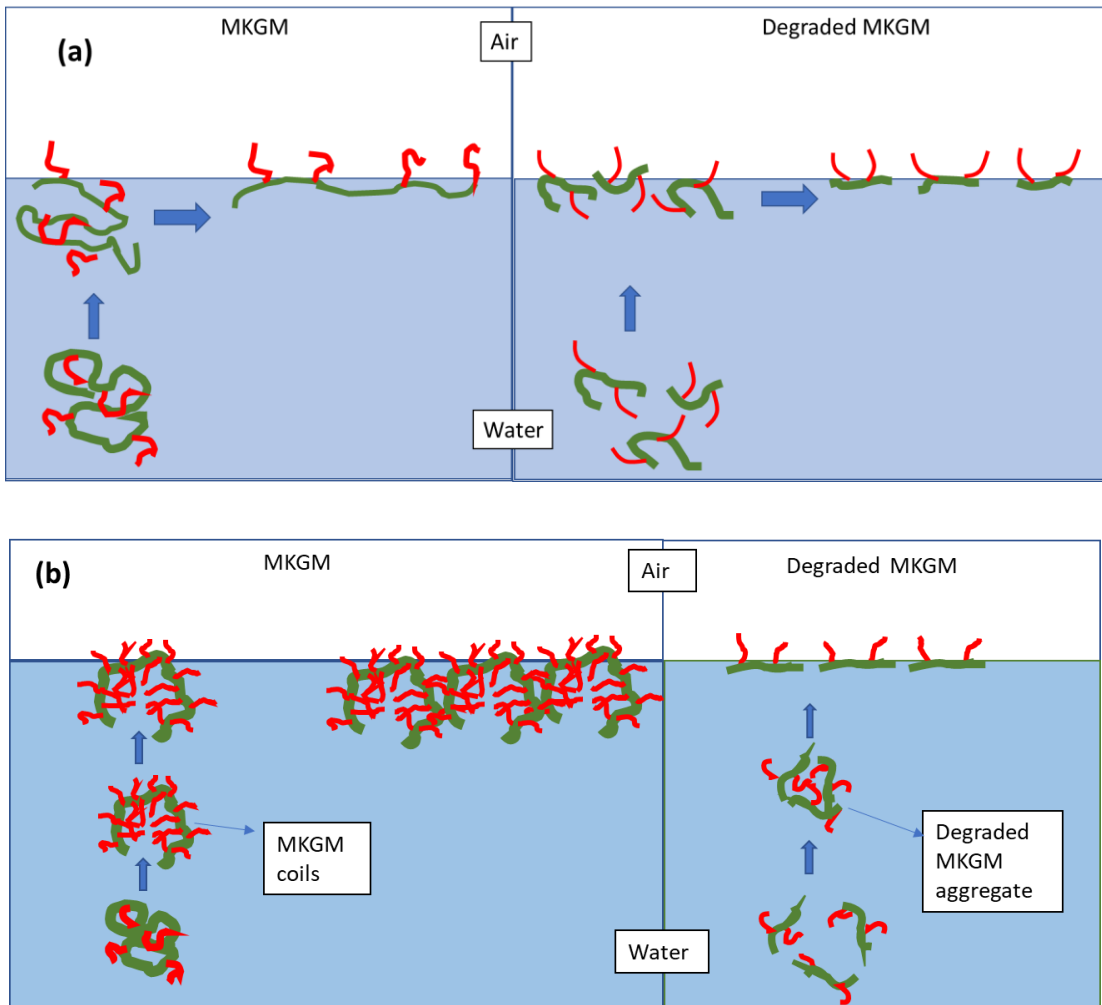 MKGM
Degraded MKGM
Air
(a)
Water
MKGM
Degraded MKGM
Air
(b)
MKGM
coils
Degraded
MKGM
aggregate
Water